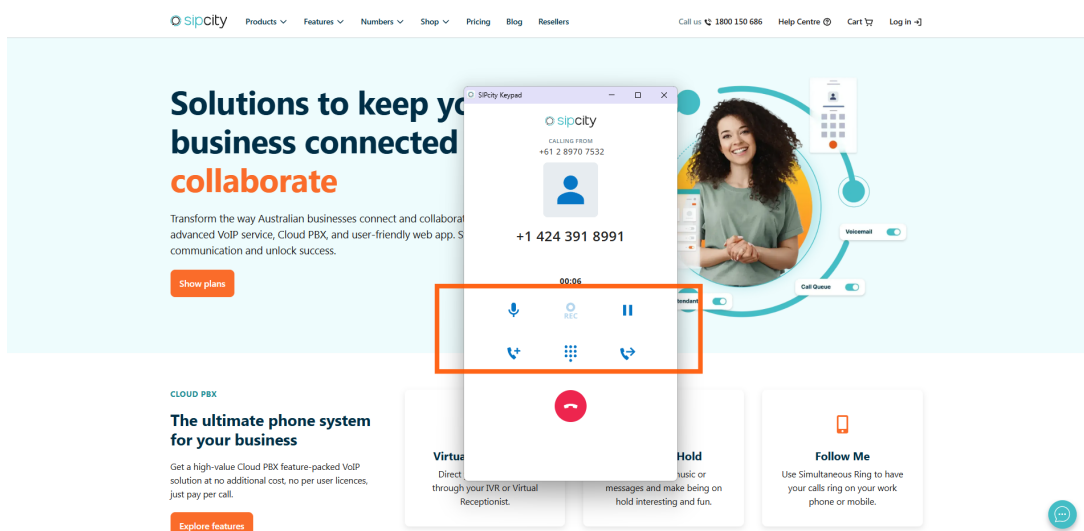 sipcity Products Features Numbers Shop Pricing Blog Resellers Call us 1800 150 686 Help Centre Cart Log in
Solutions to keep yo
business connected
collaborate
Transform the way Australian businesses connect and collaborat
advanced VoIP service, Cloud PBX, and user-friendly web app. S
communication and unlock success.
Show plans
SIPcity Keypad
sipcity
CALLING FROM
+61 2 8970 7532
+1 424 391 8991
00:06
REC
Voicemail
Call Queue
tendant
CLOUD PBX
The ultimate phone system
for your business
Get a high-value Cloud PBX feature-packed VoIP
solution at no additional cost, no per user licences,
just pay per call.
Explore features
Virtua
Direct
through your IVR or Virtual
Receptionist.
Hold
usic or
messages and make being on
hold interesting and fun.
Follow Me
Use Simultaneous Ring to have
your calls ring on your work
phone or mobile.